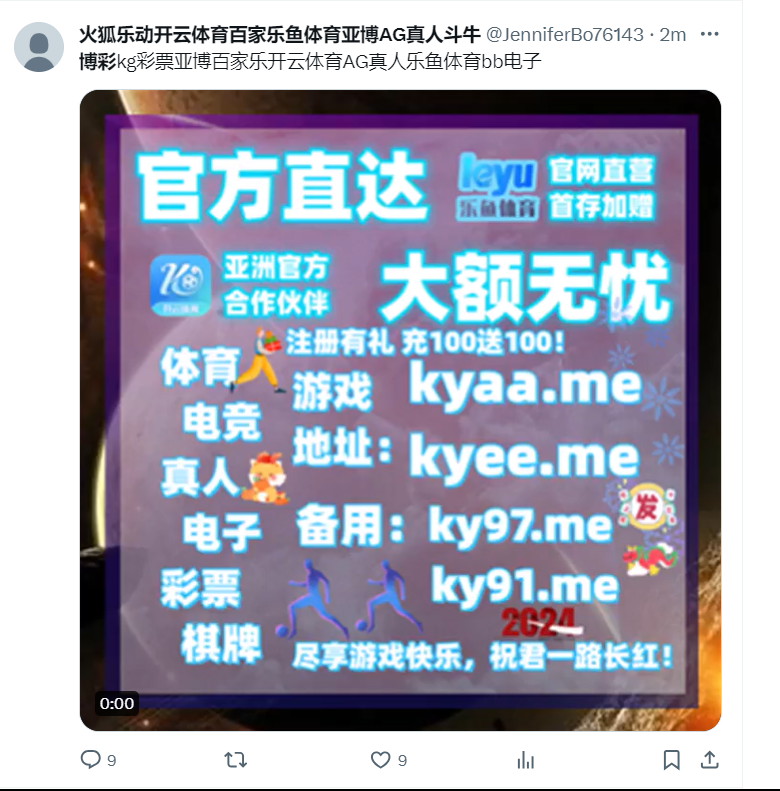 火狐乐动开云体育百家乐鱼体育亚博AG真人斗牛 @JenniferBo76143 · 2m
博彩kg彩票亚博百家乐开云体育AG真人乐鱼体育bb电子
官方直达
leyu
乐鱼体育
官网直营
首存加赠
亚洲官方
合作伙伴
大额无忧
注册有礼 充100送100！
体育
游戏
kyaa.me
电竞
地址：
kyee.me
真人
发
电子
备用：
ky97.me
彩票
ky91.me
2024
棋牌
尽享游戏快乐，祝君一路长红！
0:00
9
9